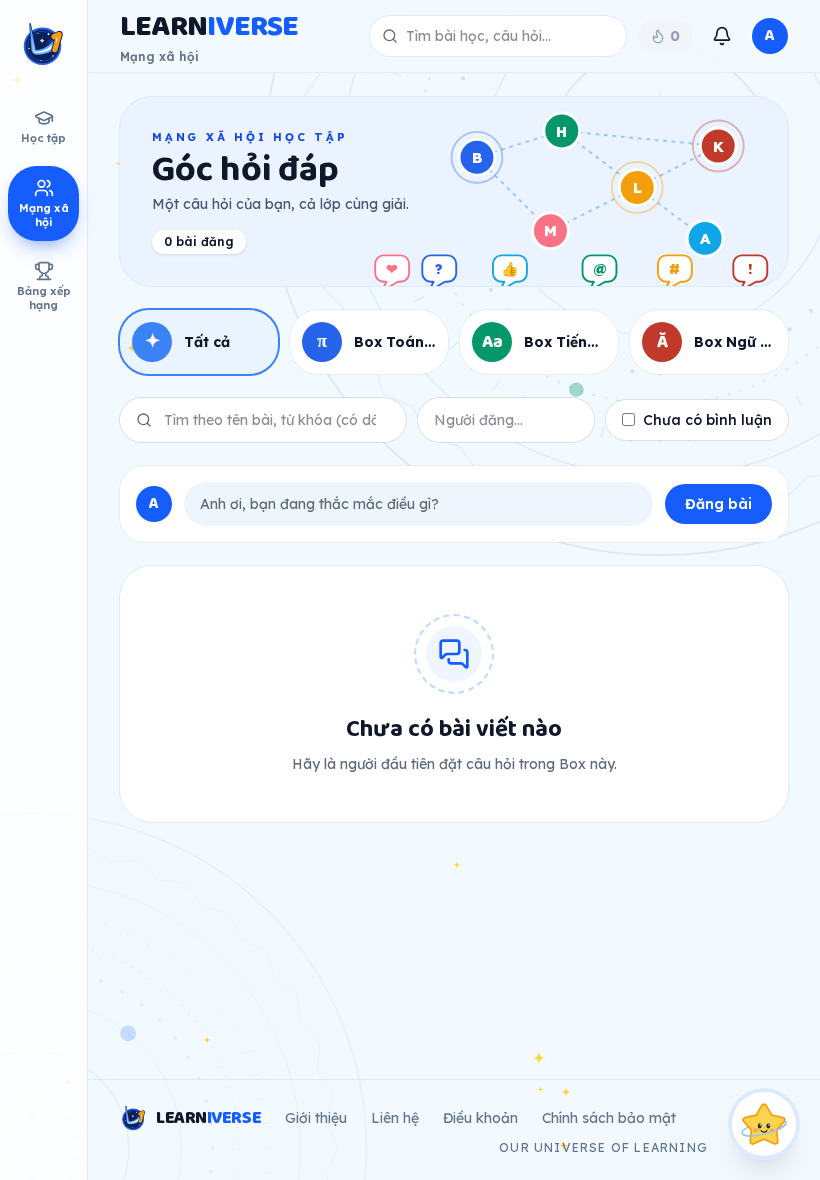 LEARNIVERSE
Mạng xã hội
Tìm bài học, câu hỏi...
0
A
Học tập
Mạng xã
hội
Bảng xếp
hạng
MẠNG XÃ HỘI HỌC TẬP
Góc hỏi đáp
Một câu hỏi của bạn, cả lớp cùng giải.
0 bài đăng
B
H
K
L
M
A
?
@
#
!
Tất cả
π
Box Toán...
Aa
Box Tiến...
Ă
Box Ngữ ...
Tìm theo tên bài, từ khóa (có dấ
Người đăng...
Chưa có bình luận
A
Anh ơi, bạn đang thắc mắc điều gì?
Đăng bài
Chưa có bài viết nào
Hãy là người đầu tiên đặt câu hỏi trong Box này.
LEARNIVERSE
Giới thiệu
Liên hệ
Điều khoản
Chính sách bảo mật
OUR UNIVERSE OF LEARNING